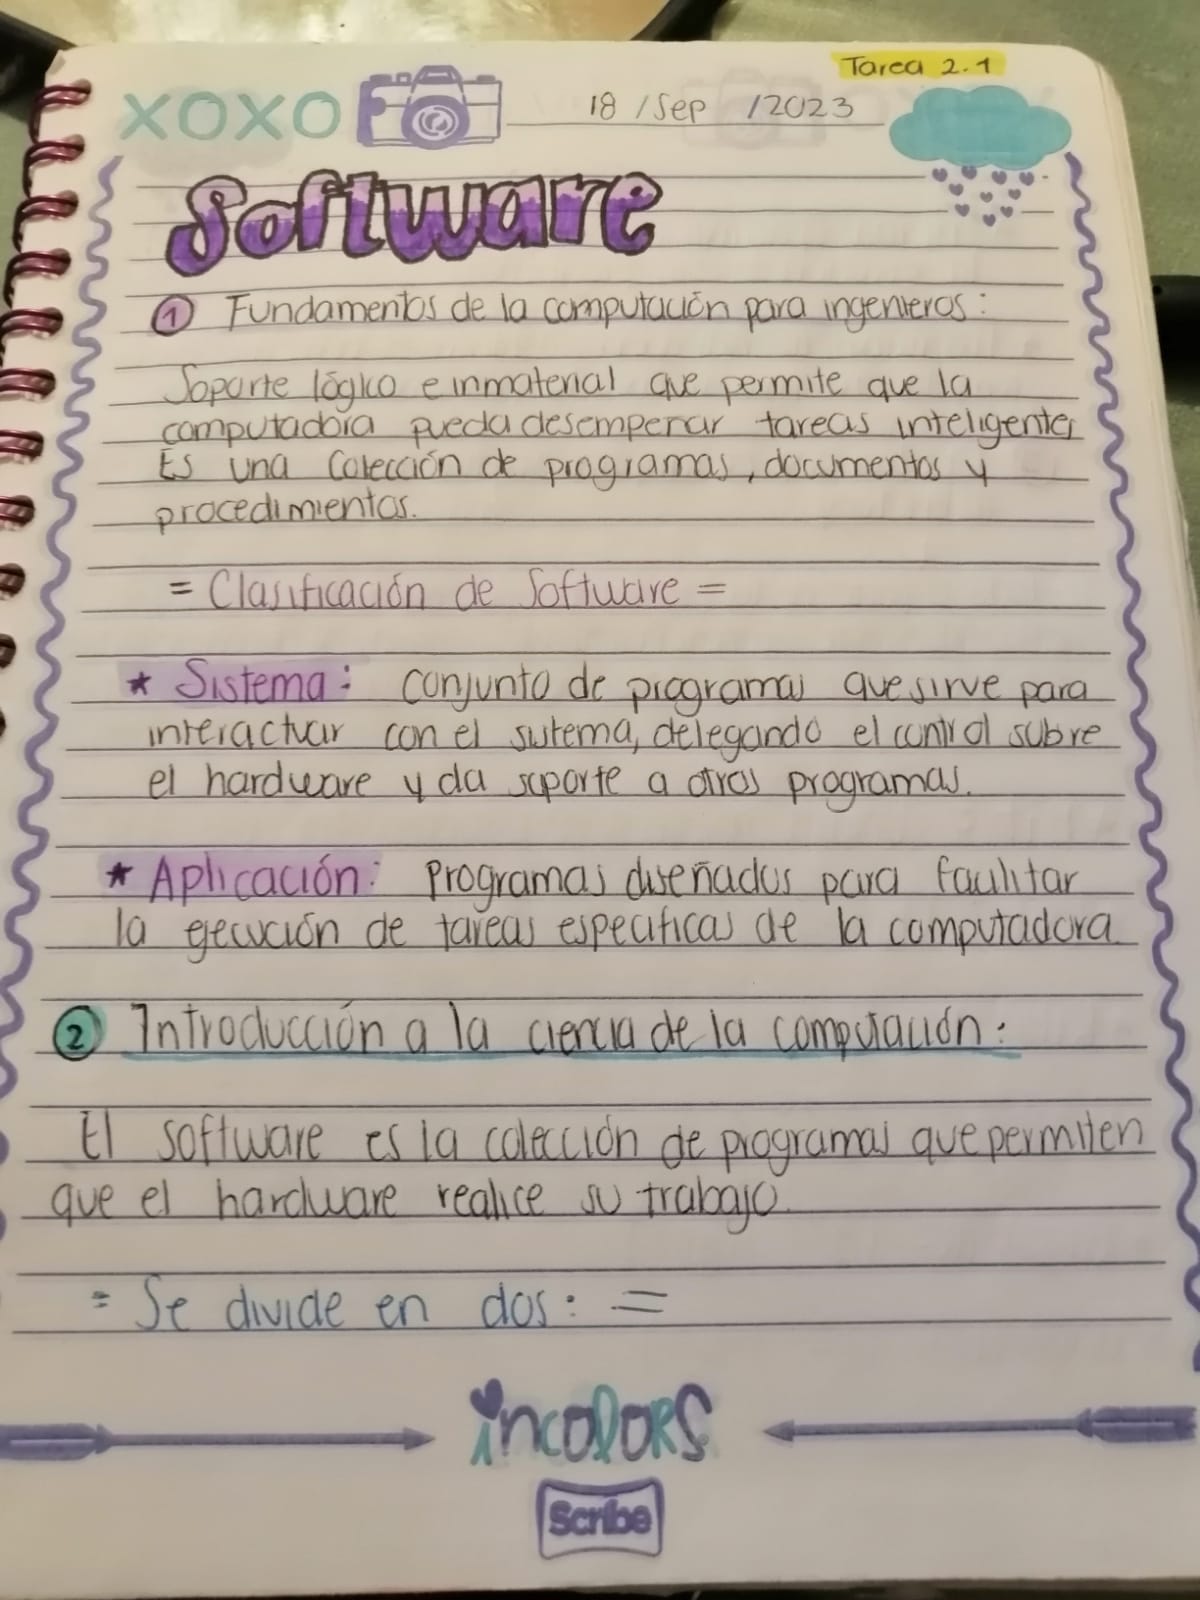 Tarea 2.1
XOXO
18 /Sep /2023
Software
1 Fundamentos de la computación para ingenieros:
Soporte lógico e inmaterial que permite que la
computadora pueda desempeñar tareas inteligentes
Es una Colección de programas, documentos y
procedimientos.
= Clasificación de Software =
* Sistema: conjunto de programas que sirve para
interactuar con el sistema, delegando el control sobre
el hardware y da soporte a otros programas.
* Aplicación: Programas diseñados para facilitar
la ejecución de tareas especificas de la computadora
2 Introducción a la ciencia de la computación:
El software es la colección de programas que permiten
que el hardware realice su trabajo.
= Se divide en dos: =
incolors
Scribe